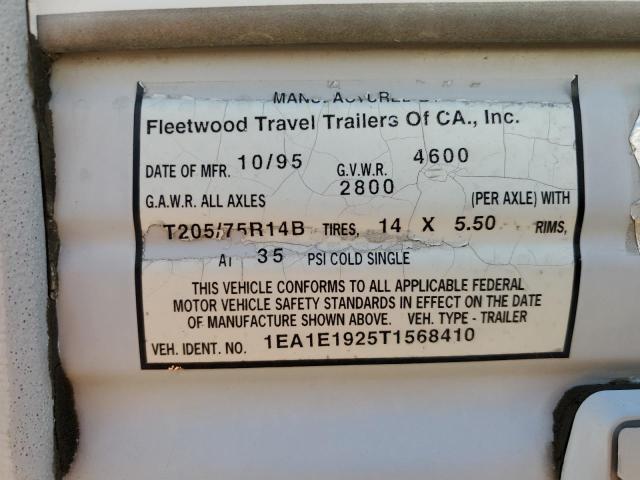 MANUFACTURED BY
Fleetwood Travel Trailers Of CA., Inc.
DATE OF MFR. 10/95 G.V.W.R. 4600
G.A.W.R. ALL AXLES 2800 (PER AXLE) WITH
T205/75R14B TIRES, 14 X 5.50 RIMS,
AT 35 PSI COLD SINGLE
THIS VEHICLE CONFORMS TO ALL APPLICABLE FEDERAL
MOTOR VEHICLE SAFETY STANDARDS IN EFFECT ON THE DATE
OF MANUFACTURE SHOWN ABOVE. VEH. TYPE - TRAILER
VEH. IDENT. NO. 1EA1E1925T1568410